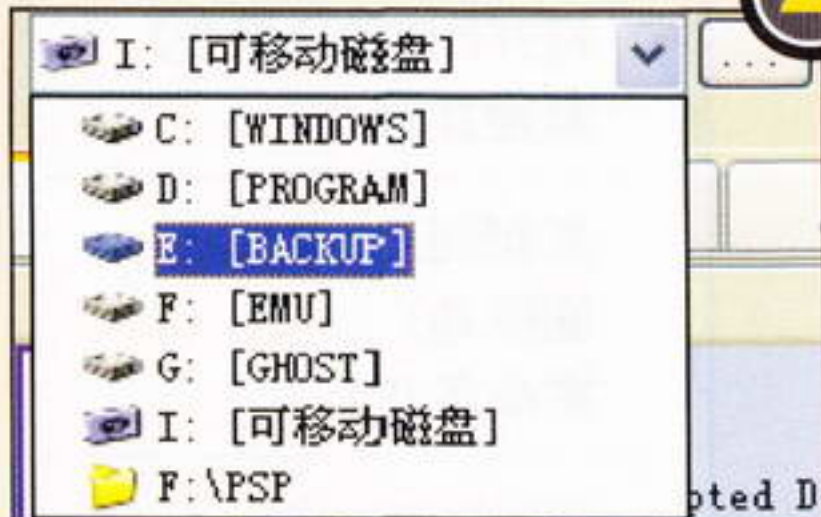 I: [可移动磁盘]
...
C: [WINDOWS]
D: [PROGRAM]
E: [BACKUP]
F: [EMU]
G: [GHOST]
I: [可移动磁盘]
F:\PSP
pted D